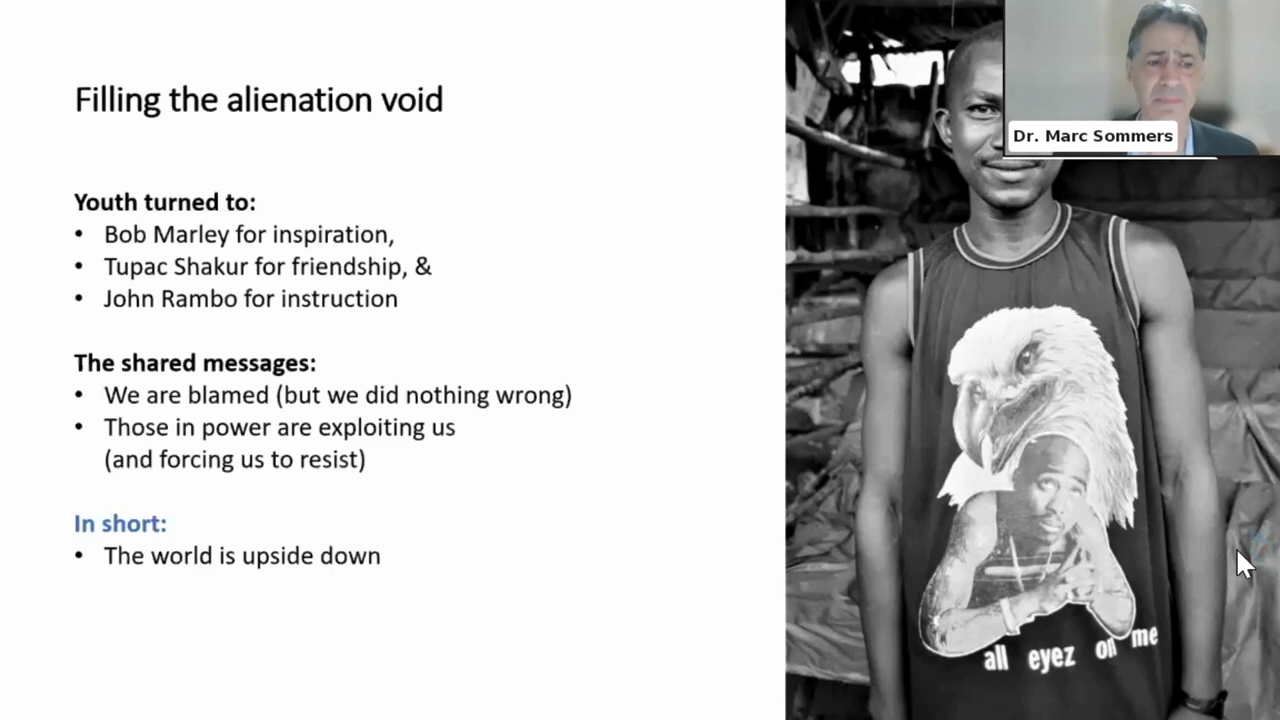 Filling the alienation void
Youth turned to:
• Bob Marley for inspiration,
• Tupac Shakur for friendship, &
• John Rambo for instruction
The shared messages:
• We are blamed (but we did nothing wrong)
• Those in power are exploiting us
(and forcing us to resist)
In short:
• The world is upside down
Dr. Marc Sommers
all eyez on me